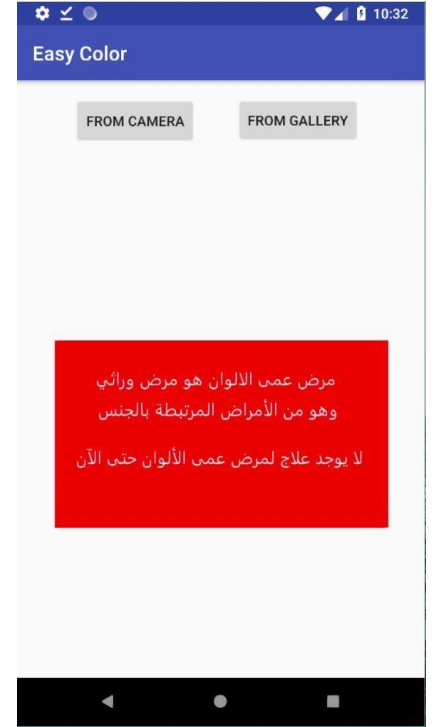 10:32
Easy Color
FROM CAMERA
FROM GALLERY
مرض عمى الالوان هو مرض وراثي
وهو من الأمراض المرتبطة بالجنس
لا يوجد علاج لمرض عمى الألوان حتى الآن